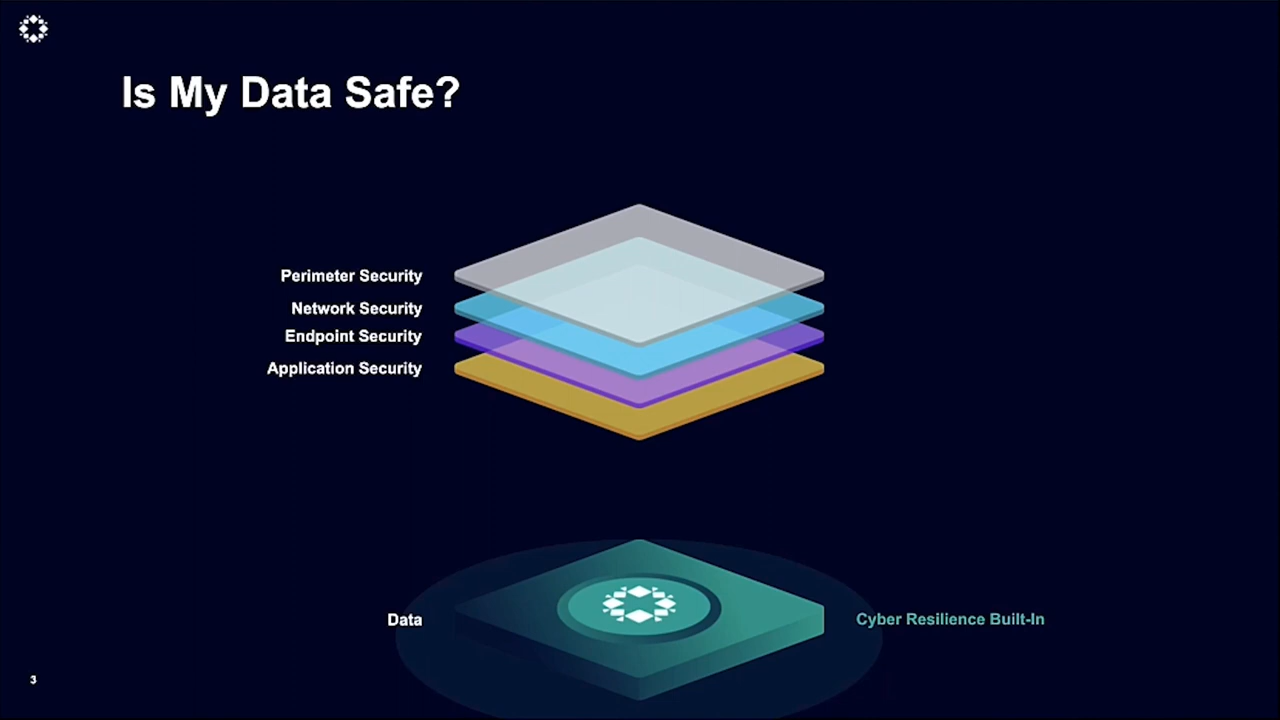 Is My Data Safe?
Perimeter Security
Network Security
Endpoint Security
Application Security
Data
Cyber Resilience Built-In
3